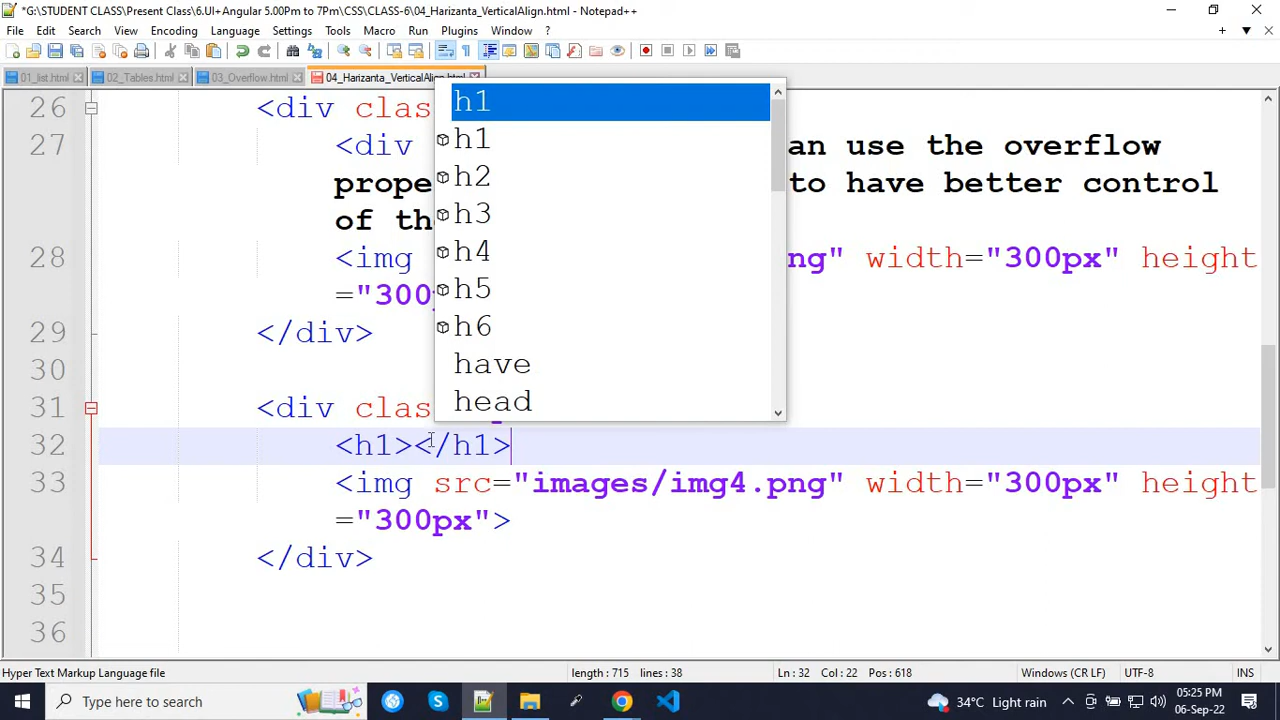 *G:\STUDENT CLASS\Present Class\6.UI+Angular 5.00Pm to 7Pm\CSS\CLASS-6\04_Harizanta_VerticalAlign.html - Notepad++
File Edit Search View Encoding Language Settings Tools Macro Run Plugins Window ?
01_list.html 02_Tables.html 03_Overflow.html 04_Harizanta_VerticalAlign.html
26 <div clas
27 <div an use the overflow
prope to have better control
of th
28 <img ng" width="300px" height
="300
29 </div>
30
31 <div clas
32 <h1></h1>
33 <img src="images/img4.png" width="300px" height
="300px">
34 </div>
35
36
h1
h1
h2
h3
h4
h5
h6
have
head
Hyper Text Markup Language file length : 715 lines : 38 Ln : 32 Col : 22 Pos : 618 Windows (CR LF) UTF-8 INS
Type here to search 34°C Light rain 05:25 PM
06-Sep-22